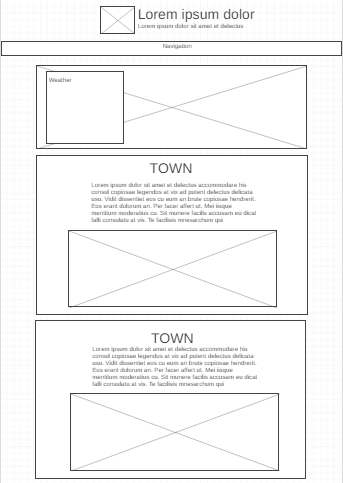 Lorem ipsum dolor
Lorem ipsum dolor sit amet et delectus
Navigation
Weather
TOWN
Lorem ipsum dolor sit amet et delectus accommodare his
consul copiosae legendos at vix ad putent delectus delicata
usu. Vidit dissentiet eos cu eum an brute copiosae hendrerit.
Eos erant dolorum an. Per facer affert ut. Mei iisque
mentitum moderatius cu. Sit munere facilis accusam eu dicat
falli consulatu at vis. Te facilisis mnesarchum qui
TOWN
Lorem ipsum dolor sit amet et delectus accommodare his
consul copiosae legendos at vix ad putent delectus delicata
usu. Vidit dissentiet eos cu eum an brute copiosae hendrerit.
Eos erant dolorum an. Per facer affert ut. Mei iisque
mentitum moderatius cu. Sit munere facilis accusam eu dicat
falli consulatu at vis. Te facilisis mnesarchum qui